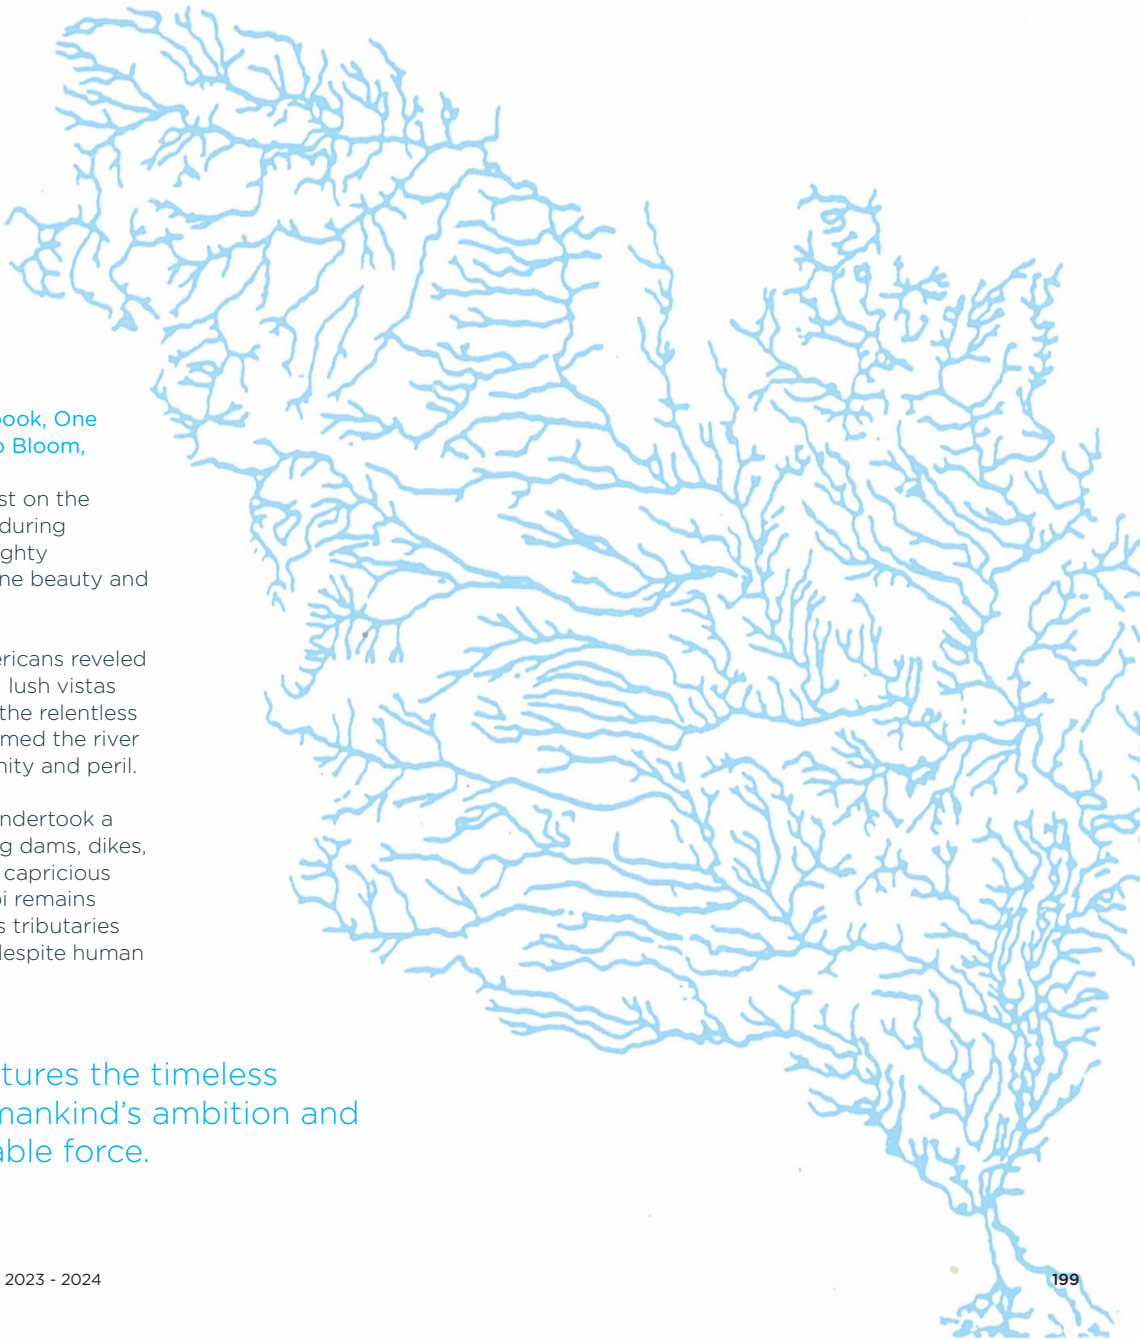 ook, One
o Bloom,
st on the
during
ghty
ne beauty and
ericans reveled
lush vistas
the relentless
med the river
nity and peril.
ndertook a
g dams, dikes,
capricious
pi remains
s tributaries
despite human
tures the timeless
mankind’s ambition and
able force.
2023 - 2024
199